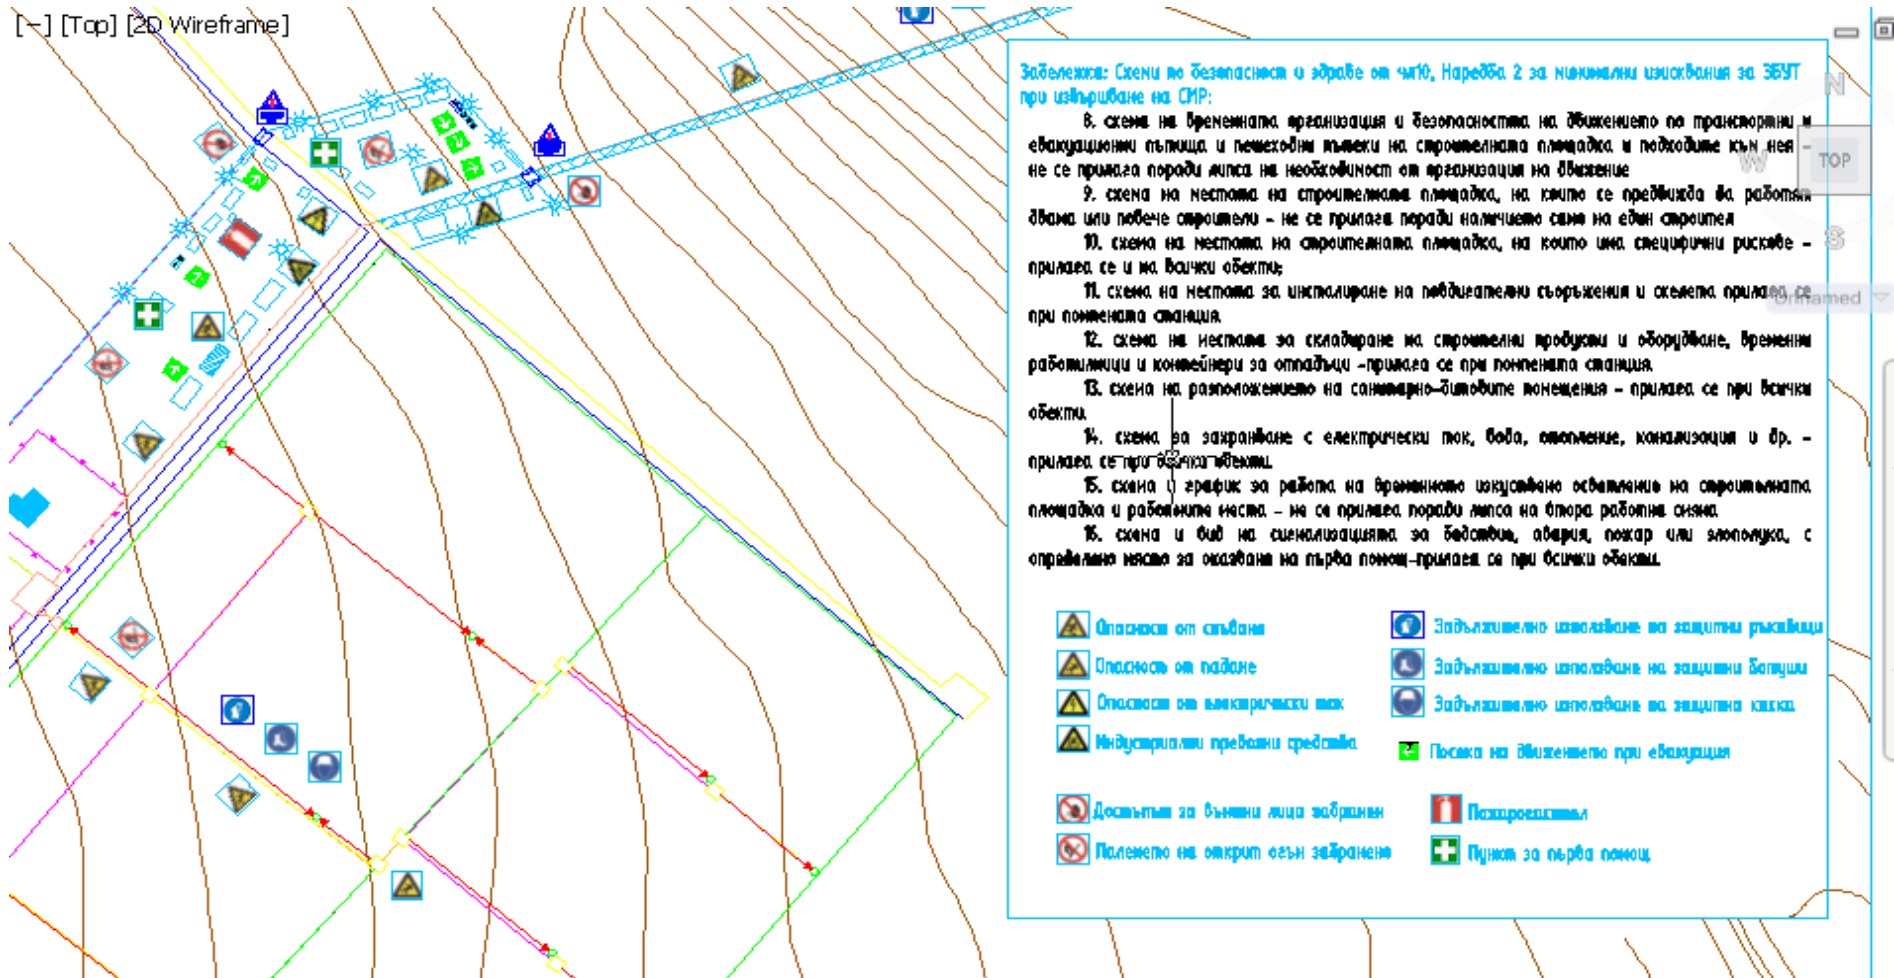 [−] [Top] [2D Wireframe]
Забележка: Схеми по безопасност и здраве от чл10, Наредба 2 за минимални изисквания за ЗБУТ
при извършване на СМР:
8. схема на временната организация и безопасността на движението по транспортни и
евакуационни пътища и пешеходни пътеки на строителната площадка и подходите към нея -
не се прилага поради липса на необходимост от организация на движение
9. схема на местата на строителната площадка, на които се предвижда да работят
двама или повече строители - не се прилага поради наличието само на един строител
10. схема на местата на строителната площадка, на които има специфични рискове -
прилага се и на всички обекти;
11. схема на местата за инсталиране на повдигателни съоръжения и скелета прилага се
при помпената станция.
12. схема на местата за складиране на строителни продукти и оборудване, временни
работилници и контейнери за отпадъци -прилага се при помпената станция.
13. схема на разположението на санитарно-битовите помещения - прилага се при всички
обекти.
14. схема за захранване с електрически ток, вода, отопление, канализация и др. -
прилага се при всички обекти.
15. схема и график за работа на временното изкуствено осветление на строителната
площадка и работните места - не се прилага поради липса на втора работна смяна.
16. схема и вид на сигнализацията за бедствие, авария, пожар или злополука, с
определено място за оказване на първа помощ-прилага се при всички обекти.
N
W
TOP
S
Unnamed
Опасност от спъване
Опасност от падане
Опасност от електрически ток
Индустриални превозни средства
Достъпът за външни лица забранен
Паленето на открит огън забранено
Задължително използване на защитни ръкавици
Задължително използване на защитни ботуши
Задължително използване на защитна каска
Посока на движението при евакуация
Пожарогасител
Пункт за първа помощ